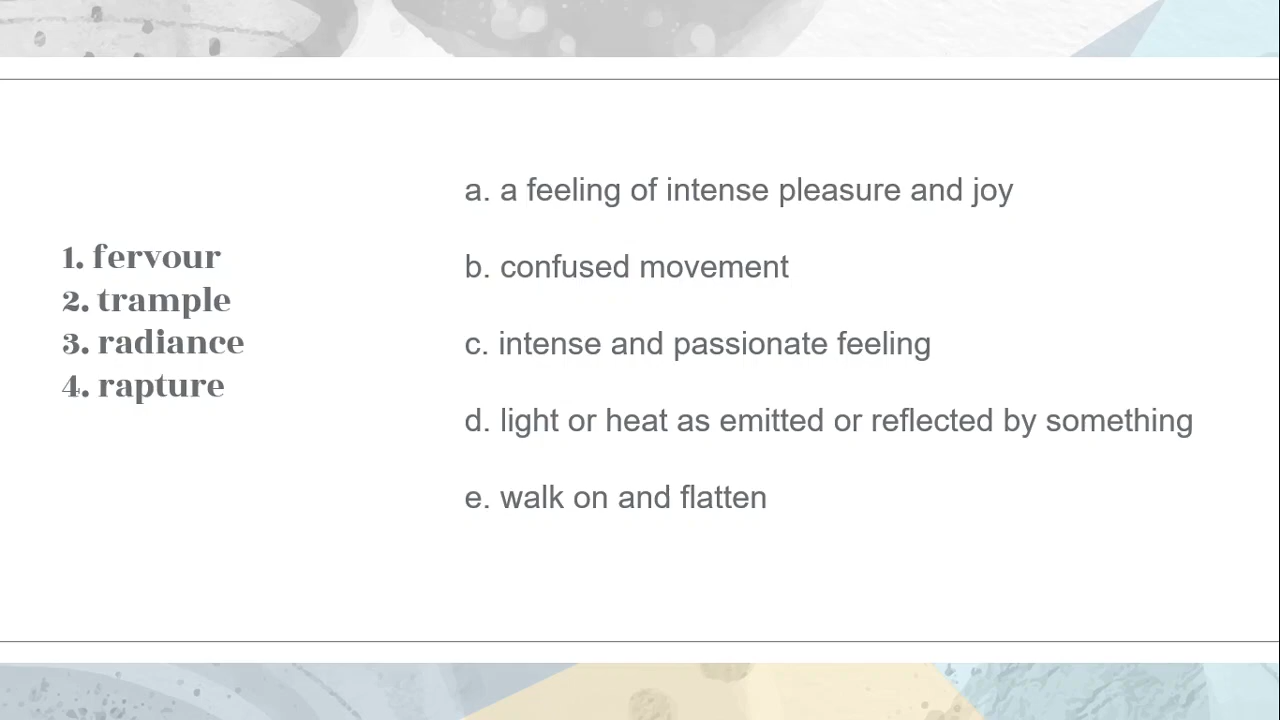 1. fervour
2. trample
3. radiance
4. rapture
a. a feeling of intense pleasure and joy
b. confused movement
c. intense and passionate feeling
d. light or heat as emitted or reflected by something
e. walk on and flatten